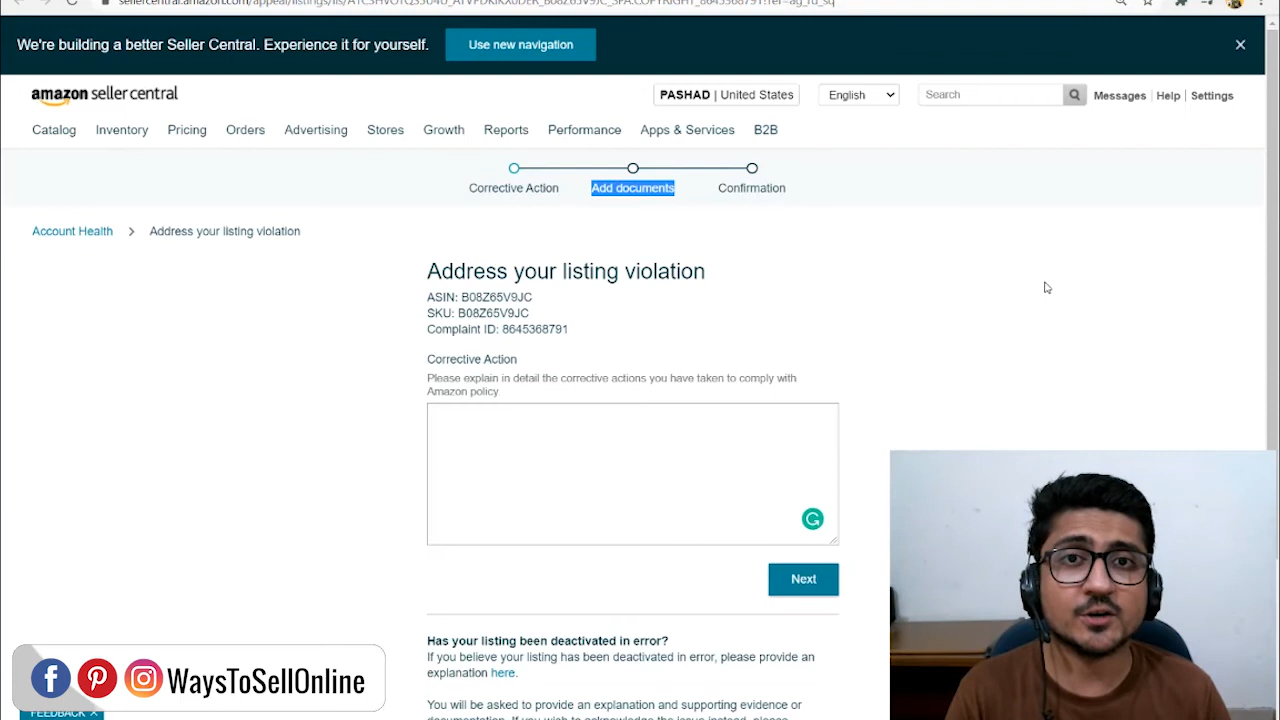 We're building a better Seller Central. Experience it for yourself.
Use new navigation
amazon seller central
PASHAD | United States
English
Search
Messages | Help | Settings
Catalog
Inventory
Pricing
Orders
Advertising
Stores
Growth
Reports
Performance
Apps & Services
B2B
Corrective Action
Add documents
Confirmation
Account Health
Address your listing violation
Address your listing violation
ASIN: B08Z65V9JC
SKU: B08Z65V9JC
Complaint ID: 8645368791
Corrective Action
Please explain in detail the corrective actions you have taken to comply with
Amazon policy
Next
Has your listing been deactivated in error?
If you believe your listing has been deactivated in error, please provide an
explanation here.
You will be asked to provide an explanation and supporting evidence or
WaysToSellOnline
FEEDBACK